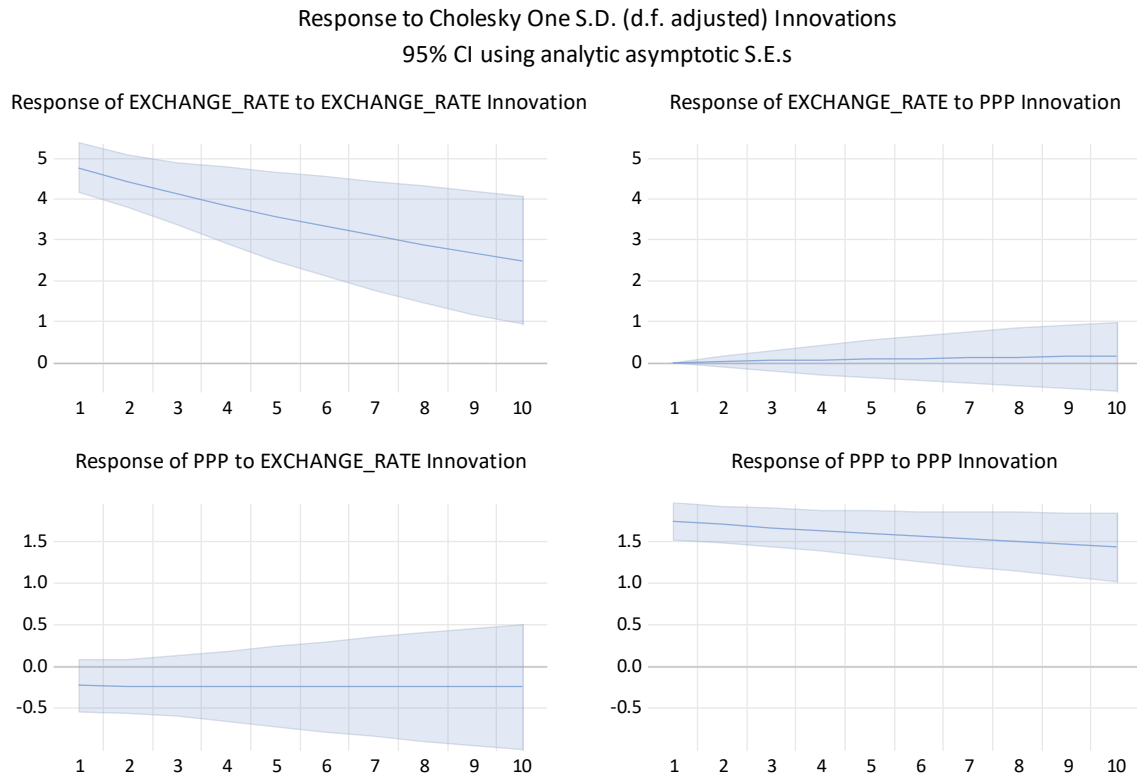 Response to Cholesky One S.D. (d.f. adjusted) Innovations
95% CI using analytic asymptotic S.E.s
Response of EXCHANGE_RATE to EXCHANGE_RATE Innovation
5
4
3
2
1
0
1 2 3 4 5 6 7 8 9 10
Response of EXCHANGE_RATE to PPP Innovation
5
4
3
2
1
0
1 2 3 4 5 6 7 8 9 10
Response of PPP to EXCHANGE_RATE Innovation
1.5
1.0
0.5
0.0
-0.5
1 2 3 4 5 6 7 8 9 10
Response of PPP to PPP Innovation
1.5
1.0
0.5
0.0
-0.5
1 2 3 4 5 6 7 8 9 10